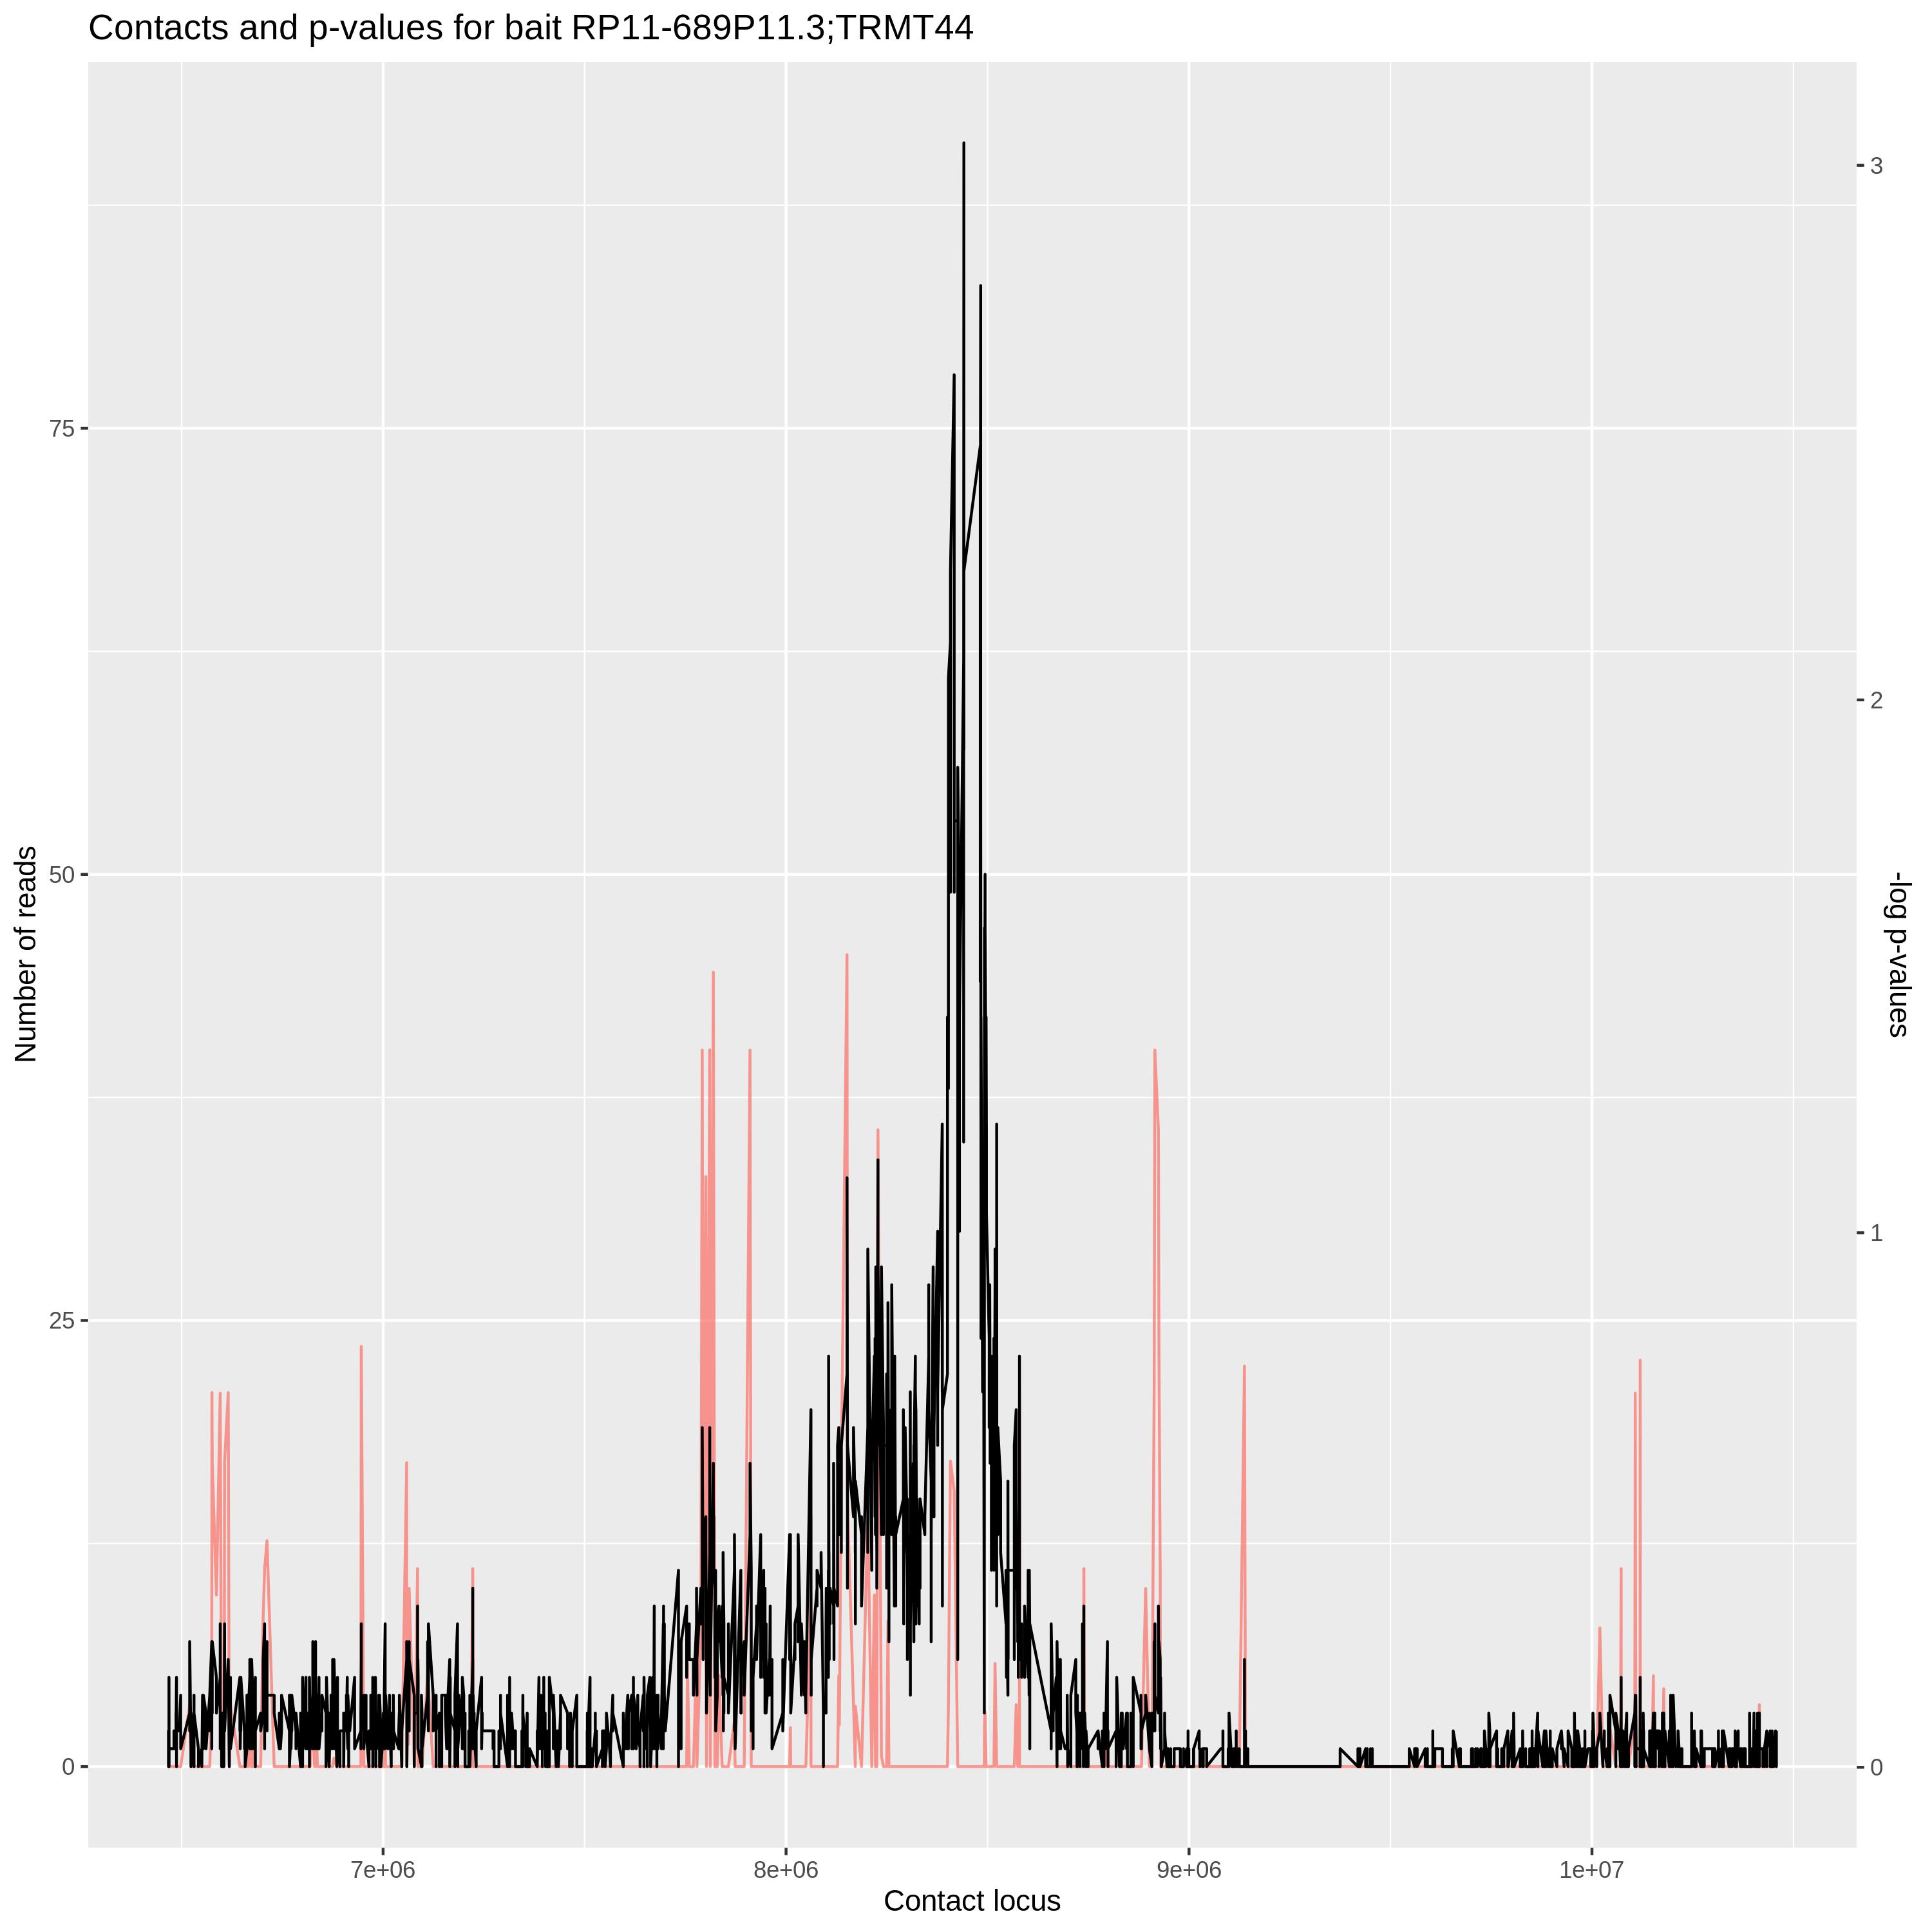 Contacts and p-values for bait RP11-689P11.3;TRMT44
3
75
2
50
Number of reads
-log p-values
1
25
0
0
7e+06
8e+06
9e+06
1e+07
Contact locus